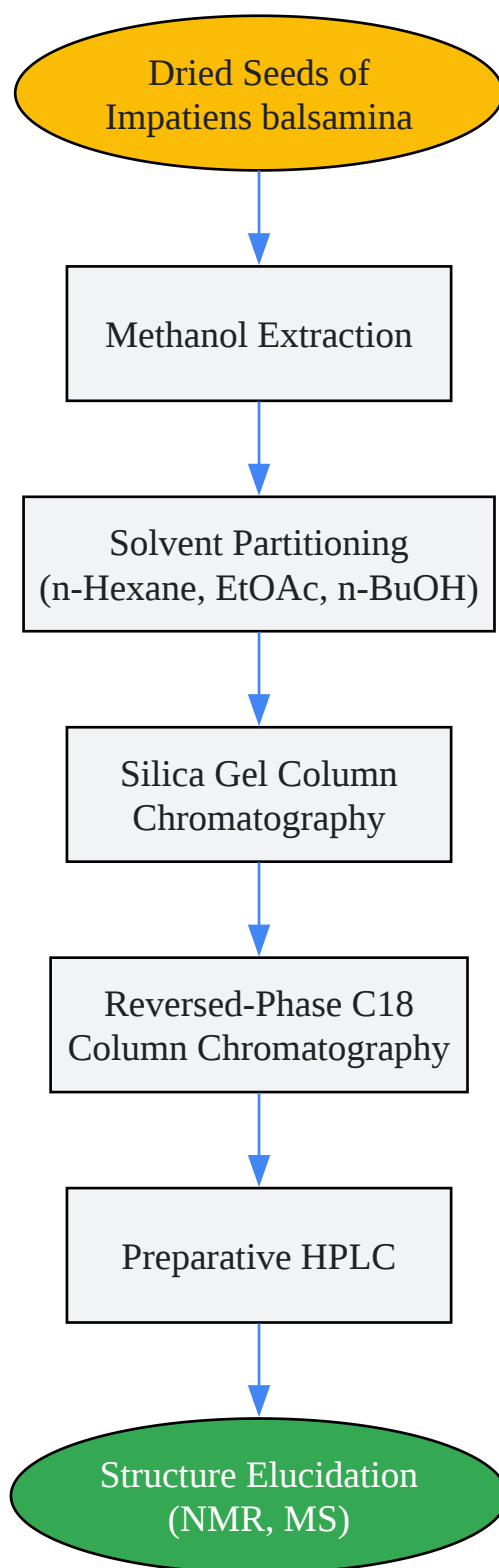 Dried Seeds of
Impatiens balsamina
Methanol Extraction
Solvent Partitioning
(n-Hexane, EtOAc, n-BuOH)
Silica Gel Column
Chromatography
Reversed-Phase C18
Column Chromatography
Preparative HPLC
Structure Elucidation
(NMR, MS)